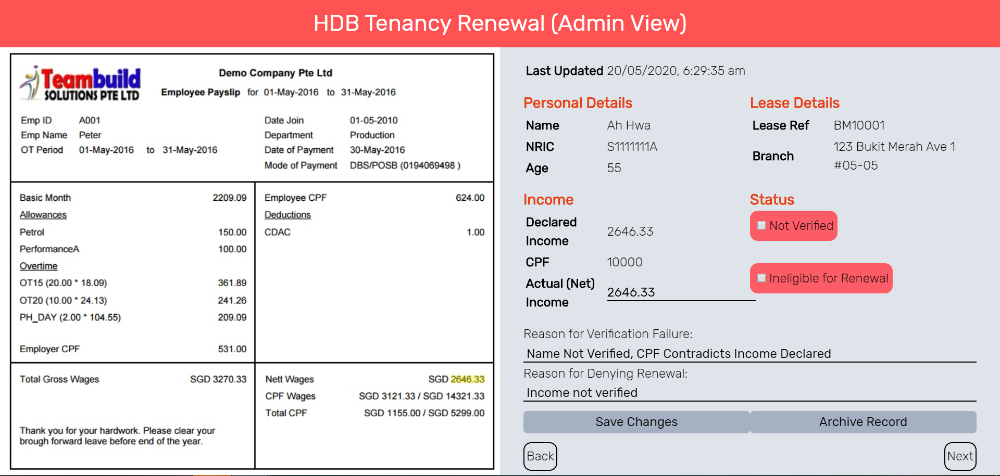 HDB Tenancy Renewal (Admin View)
Teambuild
SOLUTIONS PTE LTD
Demo Company Pte Ltd
Employee Payslip for 01-May-2016 to 31-May-2016
Emp ID A001
Emp Name Peter
OT Period 01-May-2016 to 31-May-2016
Date Join 01-05-2010
Department Production
Date of Payment 30-May-2016
Mode of Payment DBS/POSB (0194069498 )
Basic Month 2209.09
Allowances
Petrol 150.00
PerformanceA 100.00
Overtime
OT15 (20.00 * 18.09) 361.89
OT20 (10.00 * 24.13) 241.26
PH_DAY (2.00 * 104.55) 209.09
Employer CPF 531.00
Employee CPF 624.00
Deductions
CDAC 1.00
Total Gross Wages SGD 3270.33
Thank you for your hardwork. Please clear your
brough forward leave before end of the year.
Nett Wages SGD 2646.33
CPF Wages SGD 3121.33 / SGD 14321.33
Total CPF SGD 1155.00 / SGD 5299.00
Last Updated 20/05/2020, 6:29:35 am
Personal Details
Name Ah Hwa
NRIC S1111111A
Age 55
Lease Details
Lease Ref BM10001
Branch 123 Bukit Merah Ave 1
#05-05
Income
Declared
Income 2646.33
CPF 10000
Actual (Net)
Income 2646.33
Status
Not Verified
Ineligible for Renewal
Reason for Verification Failure:
Name Not Verified, CPF Contradicts Income Declared
Reason for Denying Renewal:
Income not verified
Save Changes
Archive Record
Back
Next